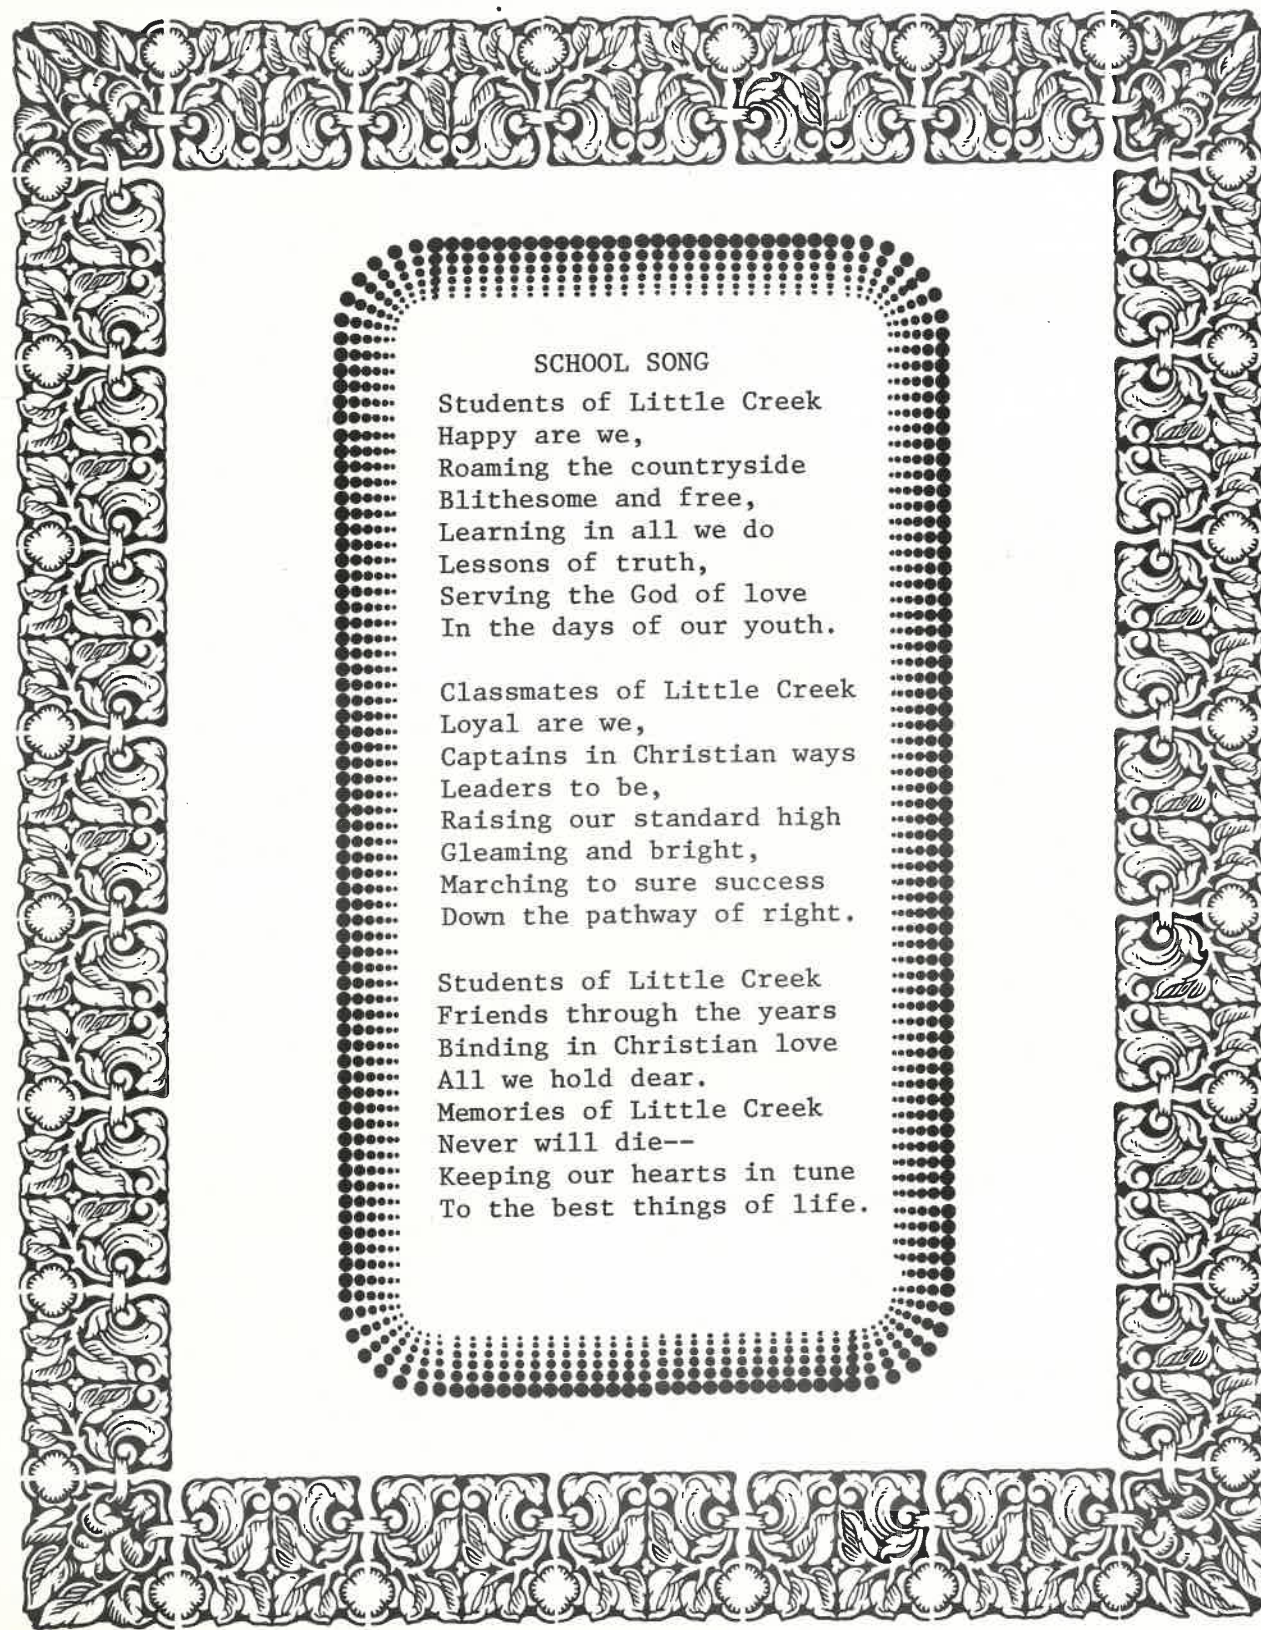 SCHOOL SONG
Students of Little Creek
Happy are we,
Roaming the countryside
Blithesome and free,
Learning in all we do
Lessons of truth,
Serving the God of love
In the days of our youth.
Classmates of Little Creek
Loyal are we,
Captains in Christian ways
Leaders to be,
Raising our standard high
Gleaming and bright,
Marching to sure success
Down the pathway of right.
Students of Little Creek
Friends through the years
Binding in Christian love
All we hold dear.
Memories of Little Creek
Never will die--
Keeping our hearts in tune
To the best things of life.